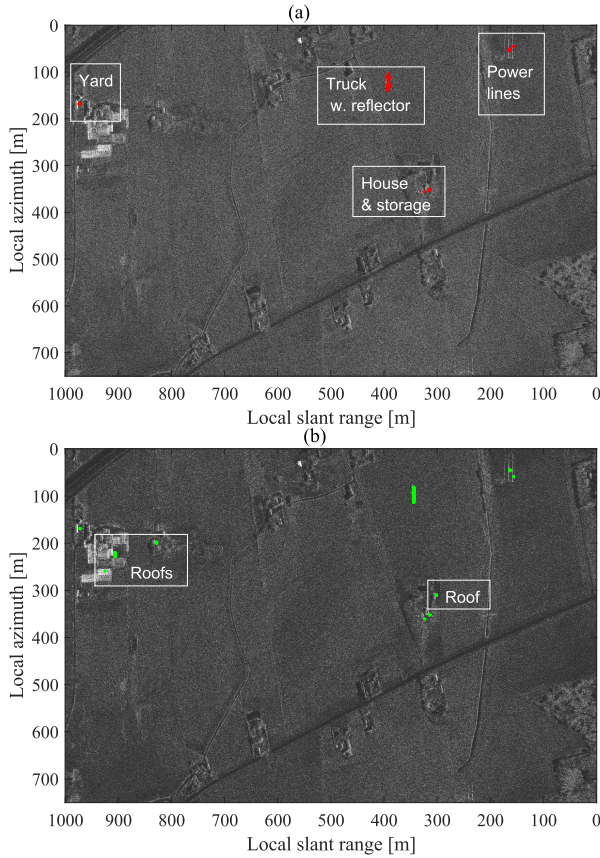 (a)
0
100
200
300
400
500
600
700
Local azimuth [m]
Yard
Truck
w. reflector
Power
lines
House
& storage
1000 900 800 700 600 500 400 300 200 100 0
Local slant range [m]
(b)
0
100
200
300
400
500
600
700
Local azimuth [m]
Roofs
Roof
1000 900 800 700 600 500 400 300 200 100 0
Local slant range [m]